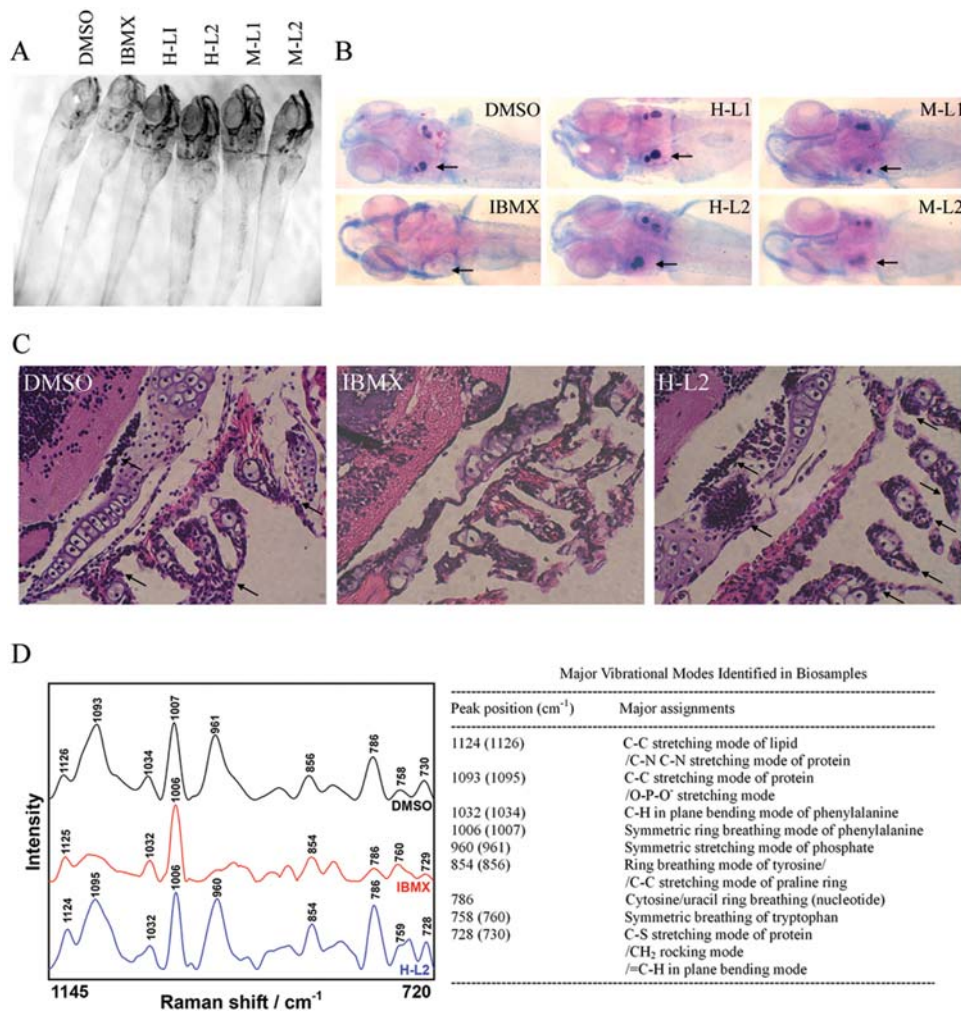 A
DMSO
IBMX
H-L1
H-L2
M-L1
M-L2
B
DMSO
H-L1
M-L1
IBMX
H-L2
M-L2
C
DMSO
IBMX
H-L2
D
Intensity
1126
1093
1034
1007
961
856
786
758
730
DMSO
1125
1032
1006
854
786
760
729
IBMX
1124
1095
1032
1006
960
854
786
759
728
H-L2
1145
Raman shift / cm-1
720
Major Vibrational Modes Identified in Biosamples
Peak position (cm-1) Major assignments
1124 (1126) C-C stretching mode of lipid
/C-N C-N stretching mode of protein
1093 (1095) C-C stretching mode of protein
/O-P-O- stretching mode
1032 (1034) C-H in plane bending mode of phenylalanine
1006 (1007) Symmetric ring breathing mode of phenylalanine
960 (961) Symmetric stretching mode of phosphate
854 (856) Ring breathing mode of tyrosine/
/C-C stretching mode of praline ring
786 Cytosine/uracil ring breathing (nucleotide)
758 (760) Symmetric breathing of tryptophan
728 (730) C-S stretching mode of protein
/CH2 rocking mode
/=C-H in plane bending mode